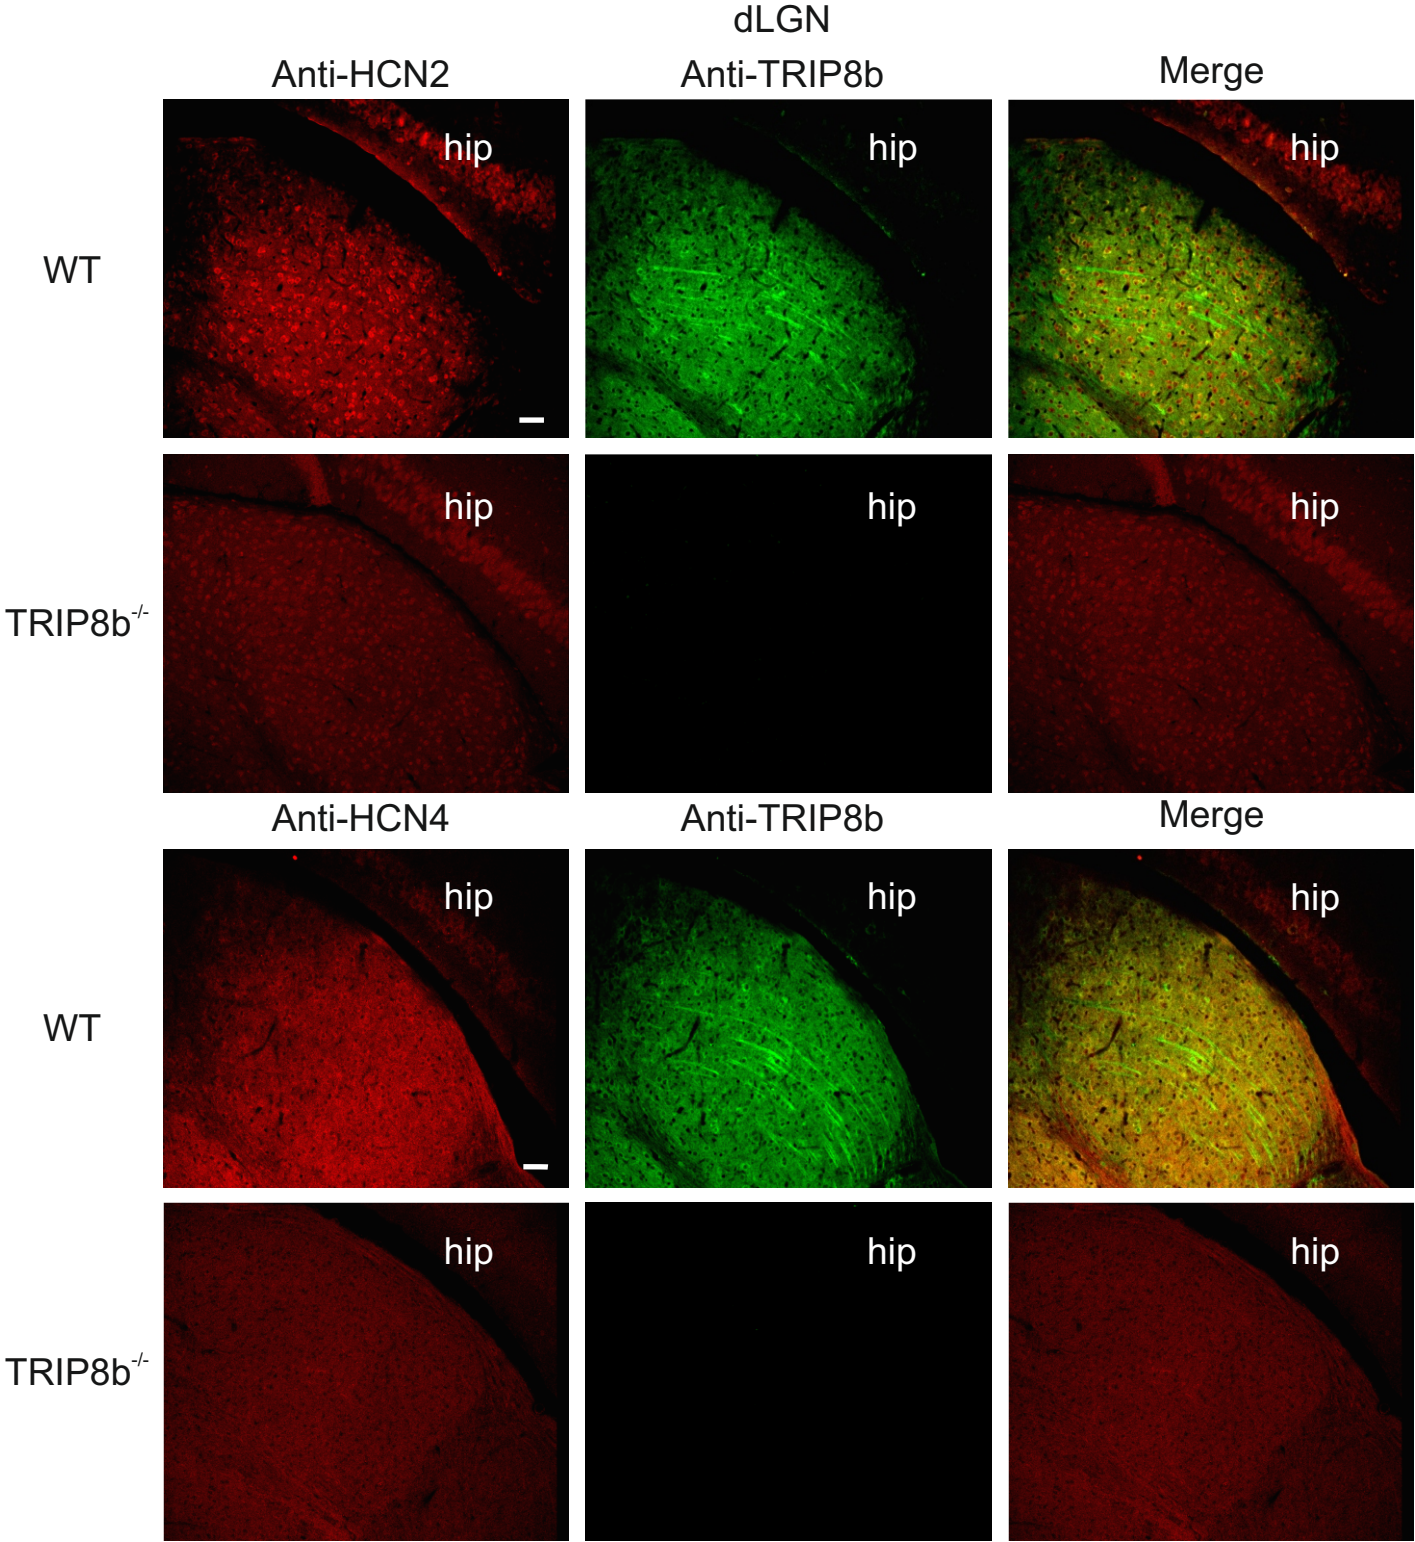 dLGN
Anti-HCN2 Anti-TRIP8b Merge
WT hip hip hip
TRIP8b-/- hip hip hip
Anti-HCN4 Anti-TRIP8b Merge
WT hip hip hip
TRIP8b-/- hip hip hip